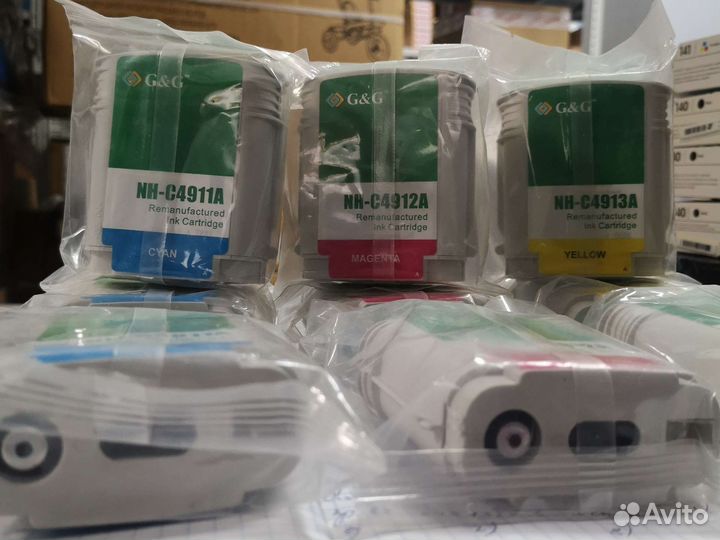 G&G
NH-C4911A
Remanufactured
Ink Cartridge
CYAN
G&G
NH-C4912A
Remanufactured
Ink Cartridge
MAGENTA
G&G
NH-C4913A
Remanufactured
Ink Cartridge
YELLOW
Avito